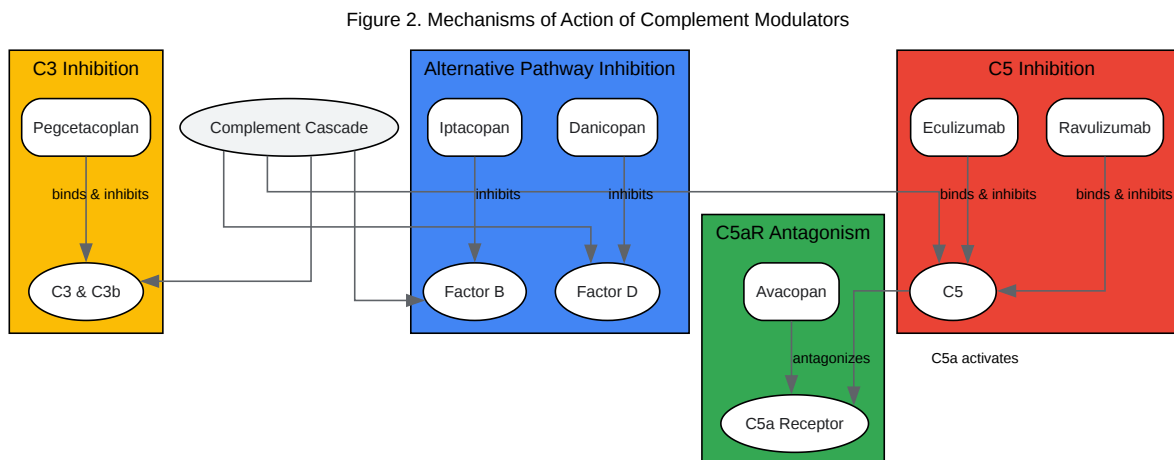 Figure 2. Mechanisms of Action of Complement Modulators
C3 Inhibition
Alternative Pathway Inhibition
C5 Inhibition
Pegcetacoplan
Complement Cascade
Iptacopan
Danicopan
Eculizumab
Ravulizumab
binds & inhibits
inhibits
inhibits
binds & inhibits
binds & inhibits
C5aR Antagonism
C3 & C3b
Factor B
Factor D
Avacopan
C5
antagonizes
C5a activates
C5a Receptor